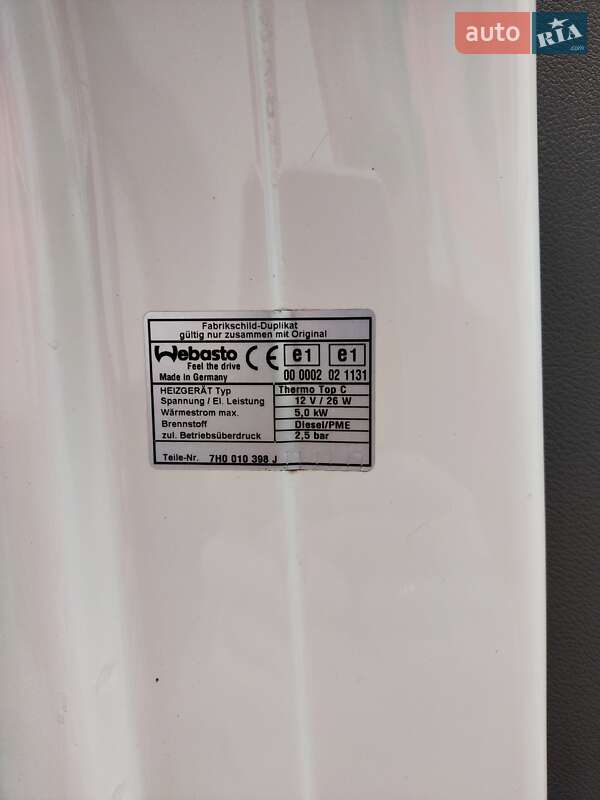 auto RIA.com
Fabrikschild-Duplikat
gültig nur zusammen mit Original
Webasto CE e1 e1
Feel the drive
Made in Germany 00 0002 02 1131
HEIZGERÄT Typ Thermo Top C
Spannung / El. Leistung 12 V / 26 W
Wärmestrom max. 5,0 kW
Brennstoff Diesel/PME
zul. Betriebsüberdruck 2,5 bar
Teile-Nr. 7H0 010 398 J